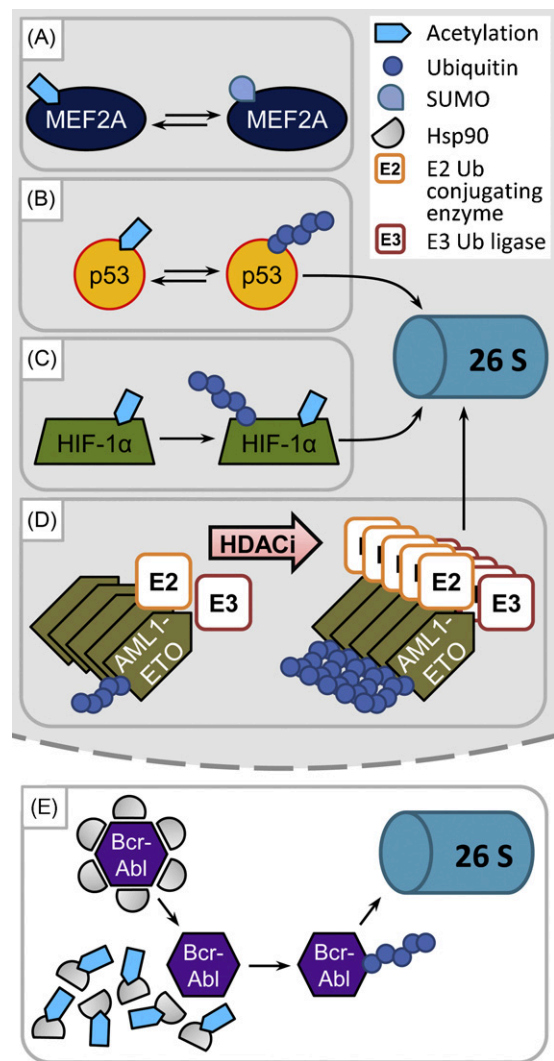 (A)
MEF2A
MEF2A
Acetylation
Ubiquitin
SUMO
Hsp90
E2
E2 Ub
conjugating
enzyme
E3
E3 Ub ligase
(B)
p53
p53
26 S
(C)
HIF-1α
HIF-1α
(D)
HDACi
E2
E3
AML1-
ETO
E2
E3
AML1-
ETO
(E)
Bcr-
Abl
26 S
Bcr-
Abl
Bcr-
Abl